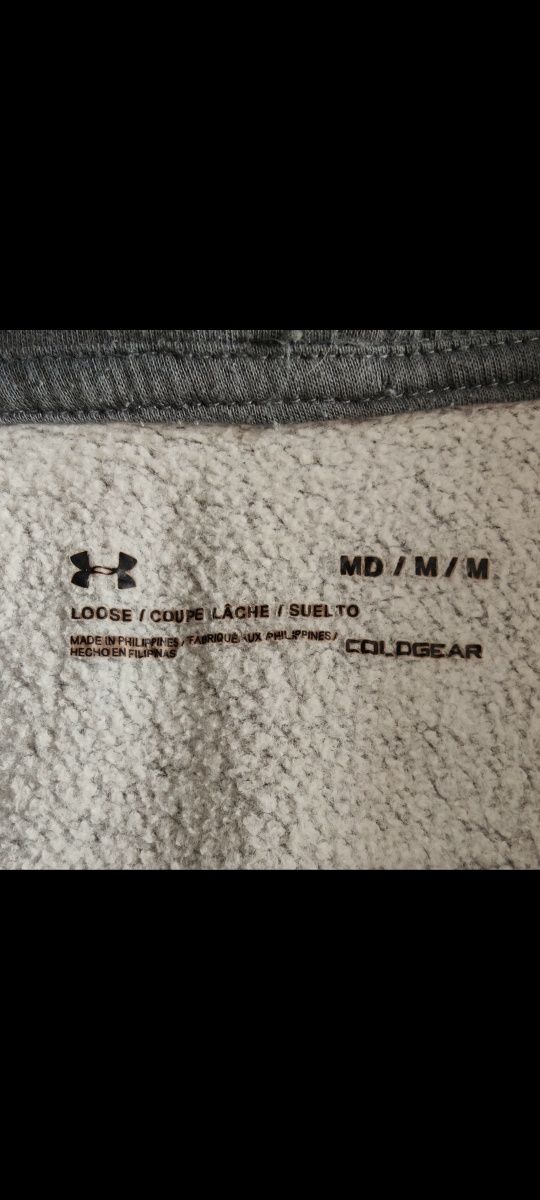 MD / M / M
LOOSE / COUPE LÂCHE / SUELTO
MADE IN PHILIPPINES / FABRIQUÉ AUX PHILIPPINES /
HECHO EN FILIPINAS
COLDGEAR